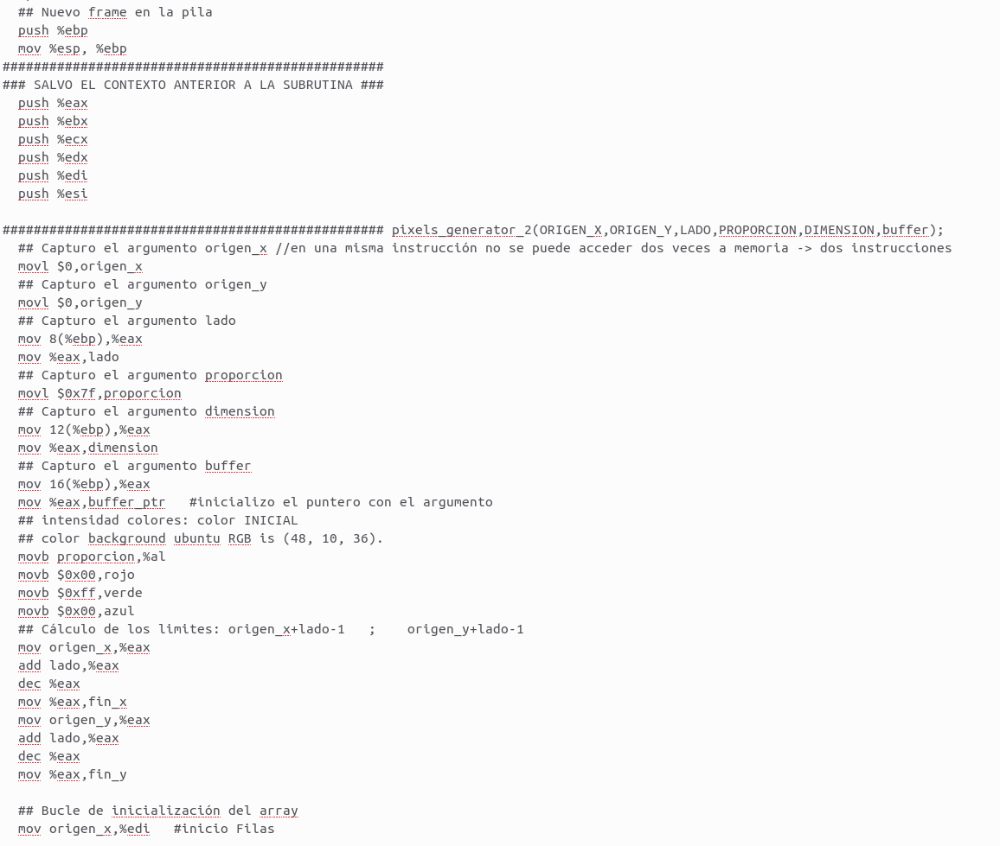 ## Nuevo frame en la pila
push %ebp
mov %esp, %ebp
#################################################
### SALVO EL CONTEXTO ANTERIOR A LA SUBRUTINA ###
push %eax
push %ebx
push %ecx
push %edx
push %edi
push %esi
################################################# pixels_generator_2(ORIGEN_X,ORIGEN_Y,LADO,PROPORCION,DIMENSION,buffer);
## Capturo el argumento origen_x //en una misma instrucción no se puede acceder dos veces a memoria -> dos instrucciones
movl $0,origen_x
## Capturo el argumento origen_y
movl $0,origen_y
## Capturo el argumento lado
mov 8(%ebp),%eax
mov %eax,lado
## Capturo el argumento proporcion
movl $0x7f,proporcion
## Capturo el argumento dimension
mov 12(%ebp),%eax
mov %eax,dimension
## Capturo el argumento buffer
mov 16(%ebp),%eax
mov %eax,buffer_ptr   #inicializo el puntero con el argumento
## intensidad colores: color INICIAL
## color background ubuntu RGB is (48, 10, 36).
movb proporcion,%al
movb $0x00,rojo
movb $0xff,verde
movb $0x00,azul
## Cálculo de los limites: origen_x+lado-1   ;    origen_y+lado-1
mov origen_x,%eax
add lado,%eax
dec %eax
mov %eax,fin_x
mov origen_y,%eax
add lado,%eax
dec %eax
mov %eax,fin_y
## Bucle de inicialización del array
mov origen_x,%edi   #inicio Filas